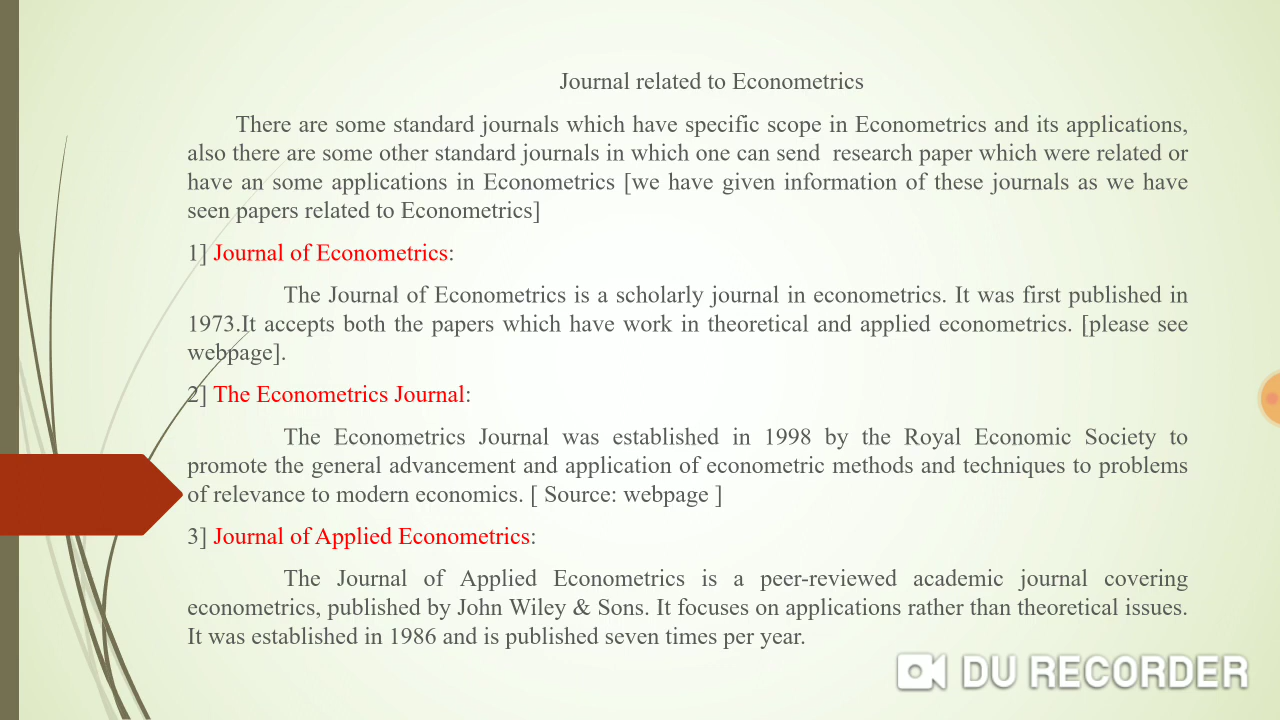 Journal related to Econometrics
There are some standard journals which have specific scope in Econometrics and its applications,
also there are some other standard journals in which one can send  research paper which were related or
have an some applications in Econometrics [we have given information of these journals as we have
seen papers related to Econometrics]
1] Journal of Econometrics:
The Journal of Econometrics is a scholarly journal in econometrics. It was first published in
1973.It accepts both the papers which have work in theoretical and applied econometrics. [please see
webpage].
2] The Econometrics Journal:
The Econometrics Journal was established in 1998 by the Royal Economic Society to
promote the general advancement and application of econometric methods and techniques to problems
of relevance to modern economics. [ Source: webpage ]
3] Journal of Applied Econometrics:
The Journal of Applied Econometrics is a peer-reviewed academic journal covering
econometrics, published by John Wiley & Sons. It focuses on applications rather than theoretical issues.
It was established in 1986 and is published seven times per year.
DU RECORDER